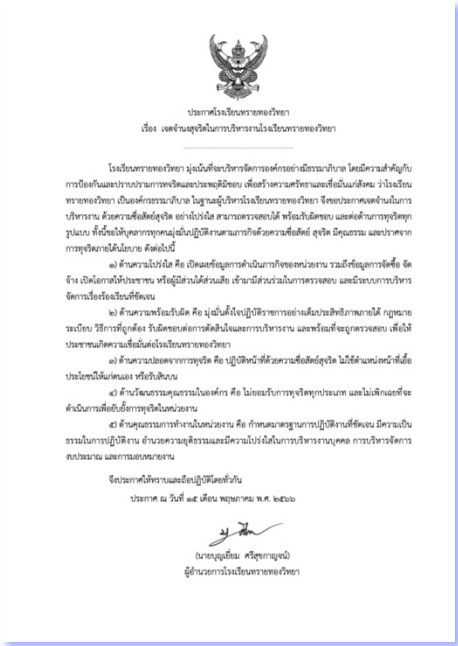 ประกาศโรงเรียนทรายทองวิทยา
เรื่อง เจตจำนงสุจริตในการบริหารงานโรงเรียนทรายทองวิทยา
โรงเรียนทรายทองวิทยา มุ่งเน้นที่จะบริหารจัดการองค์กรอย่างมีธรรมาภิบาล โดยมีความสำคัญกับ
การป้องกันและปราบปรามการทุจริตและประพฤติมิชอบ เพื่อสร้างความศรัทธาและเชื่อมั่นแก่สังคม ว่าโรงเรียน
ทรายทองวิทยา เป็นองค์กรธรรมาภิบาล ในฐานะผู้บริหารโรงเรียนทรายทองวิทยา จึงขอประกาศเจตจำนงในการ
บริหารงาน ด้วยความซื่อสัตย์สุจริต อย่างโปร่งใส สามารถตรวจสอบได้ พร้อมรับผิดชอบ และต่อต้านการทุจริตทุก
รูปแบบ ทั้งนี้ขอให้บุคลากรทุกคนมุ่งมั่นปฏิบัติงานตามภารกิจด้วยความซื่อสัตย์ สุจริต มีคุณธรรม และปราศจาก
การทุจริตภายใต้นโยบาย ดังต่อไปนี้
๑) ด้านความโปร่งใส คือ เปิดเผยข้อมูลการดำเนินภารกิจของหน่วยงาน รวมถึงข้อมูลการจัดซื้อ จัด
จ้าง เปิดโอกาสให้ประชาชน หรือผู้มีส่วนได้ส่วนเสีย เข้ามามีส่วนร่วมในการตรวจสอบ และมีระบบการบริหาร
จัดการเรื่องร้องเรียนที่ชัดเจน
๒) ด้านความพร้อมรับผิด คือ มุ่งมั่นตั้งใจปฏิบัติราชการอย่างเต็มประสิทธิภาพภายใต้ กฎหมาย
ระเบียบ วิธีการที่ถูกต้อง รับผิดชอบต่อการตัดสินใจและการบริหารงาน และพร้อมที่จะถูกตรวจสอบ เพื่อให้
ประชาชนเกิดความเชื่อมั่นต่อโรงเรียนทรายทองวิทยา
๓) ด้านความปลอดจากการทุจริต คือ ปฏิบัติหน้าที่ด้วยความซื่อสัตย์สุจริต ไม่ใช้ตำแหน่งหน้าที่เอื้อ
ประโยชน์ให้แก่ตนเอง หรือรับสินบน
๔) ด้านวัฒนธรรมคุณธรรมในองค์กร คือ ไม่ยอมรับการทุจริตทุกประเภท และไม่เพิกเฉยที่จะ
ดำเนินการเพื่อยับยั้งการทุจริตในหน่วยงาน
๕) ด้านคุณธรรมการทำงานในหน่วยงาน คือ กำหนดมาตรฐานการปฏิบัติงานที่ชัดเจน มีความเป็น
ธรรมในการปฏิบัติงาน อำนวยความยุติธรรมและมีความโปร่งใสในการบริหารงานบุคคล การบริหารจัดการ
งบประมาณ และการมอบหมายงาน
จึงประกาศให้ทราบและถือปฏิบัติโดยทั่วกัน
ประกาศ ณ วันที่ ๑๕ เดือน พฤษภาคม พ.ศ. ๒๕๖๖
(นายบุญเยี่ยม ศรีสุขกาญจน์)
ผู้อำนวยการโรงเรียนทรายทองวิทยา